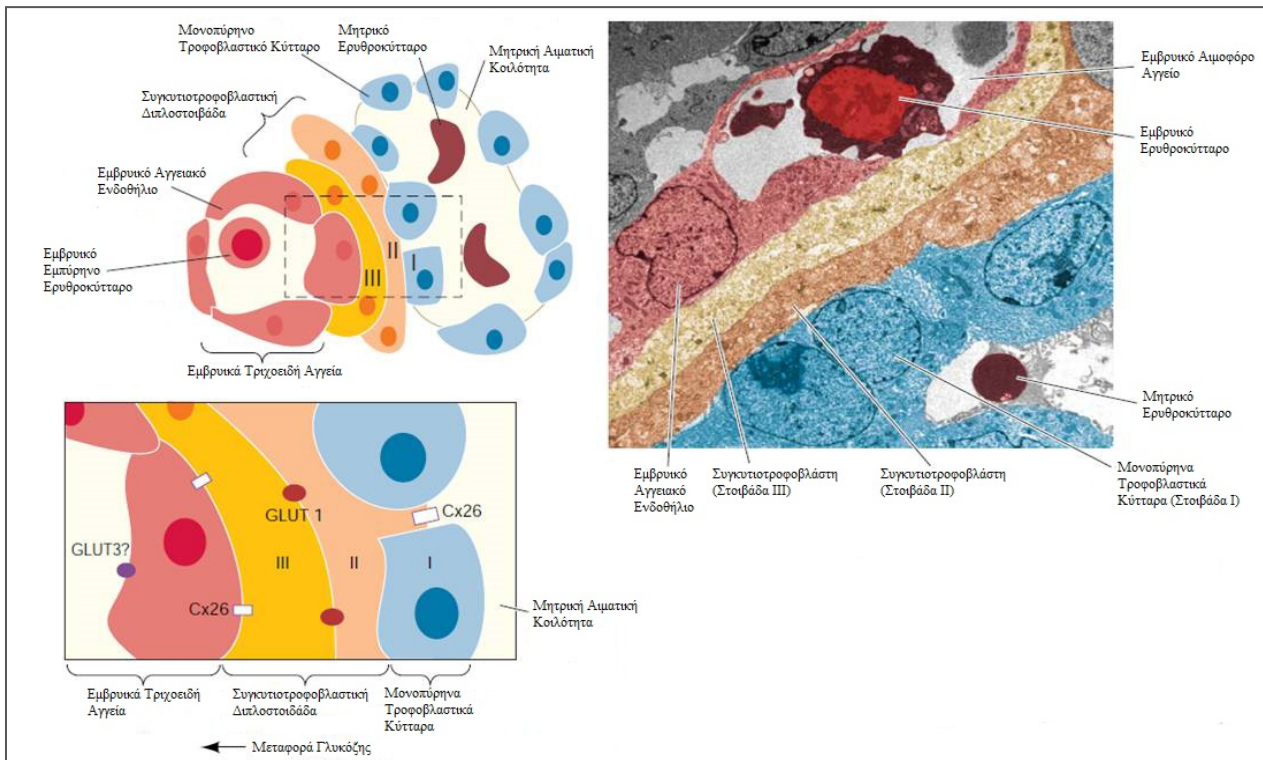 Μονοπύρηνο
Τροφοβλαστικό Κύτταρο
Μητρικό
Ερυθροκύτταρο
Μητρική Αιματική
Κοιλότητα
Συγκυτιοτροφοβλαστική
Διπλοστοιβάδα
Εμβρυικό Αγγειακό
Ενδοθήλιο
Εμβρυικό
Εμπύρηνο
Ερυθροκύτταρο
III
II
I
Εμβρυικά Τριχοειδή Αγγεία
Εμβρυικό Αιμοφόρο
Αγγείο
Εμβρυικό
Ερυθροκύτταρο
Μητρικό
Ερυθροκύτταρο
Εμβρυικό
Αγγειακό
Ενδοθήλιο
Συγκυτιοτροφοβλάστη
(Στοιβάδα III)
Συγκυτιοτροφοβλάστη
(Στοιβάδα II)
Μονοπύρηνα
Τροφοβλαστικά
Κύτταρα (Στοιβάδα I)
GLUT 1
Cx26
GLUT3?
III
II
I
Cx26
Μητρική Αιματική
Κοιλότητα
Εμβρυικά Τριχοειδή
Αγγεία
Συγκυτιοτροφοβλαστική
Διπλοστοιδάδα
Μονοπύρηνα
Τροφοβλαστικά
Κύτταρα
Μεταφορά Γλυκόζης